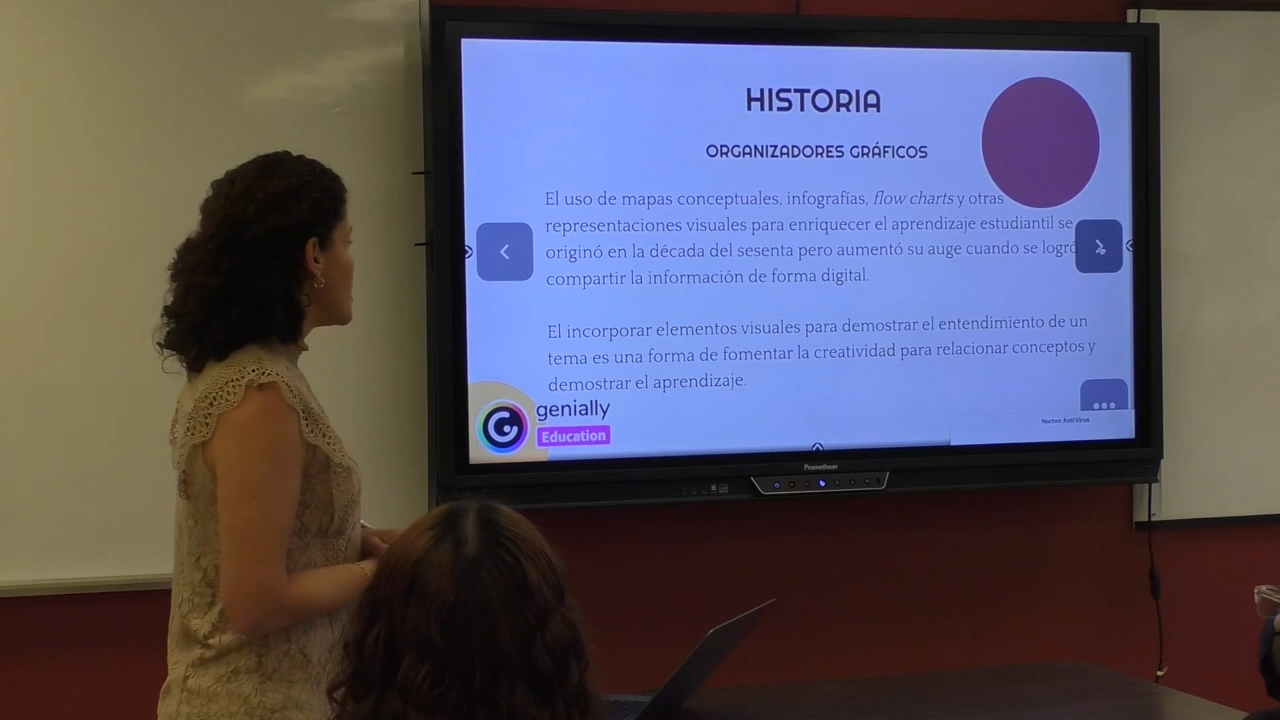 HISTORIA
ORGANIZADORES GRÁFICOS
El uso de mapas conceptuales, infografías, flow charts y otras
representaciones visuales para enriquecer el aprendizaje estudiantil se
originó en la década del sesenta pero aumentó su auge cuando se logró
compartir la información de forma digital.
El incorporar elementos visuales para demostrar el entendimiento de un
tema es una forma de fomentar la creatividad para relacionar conceptos y
demostrar el aprendizaje.
genially
Education
Norton AntiVirus
Promethean